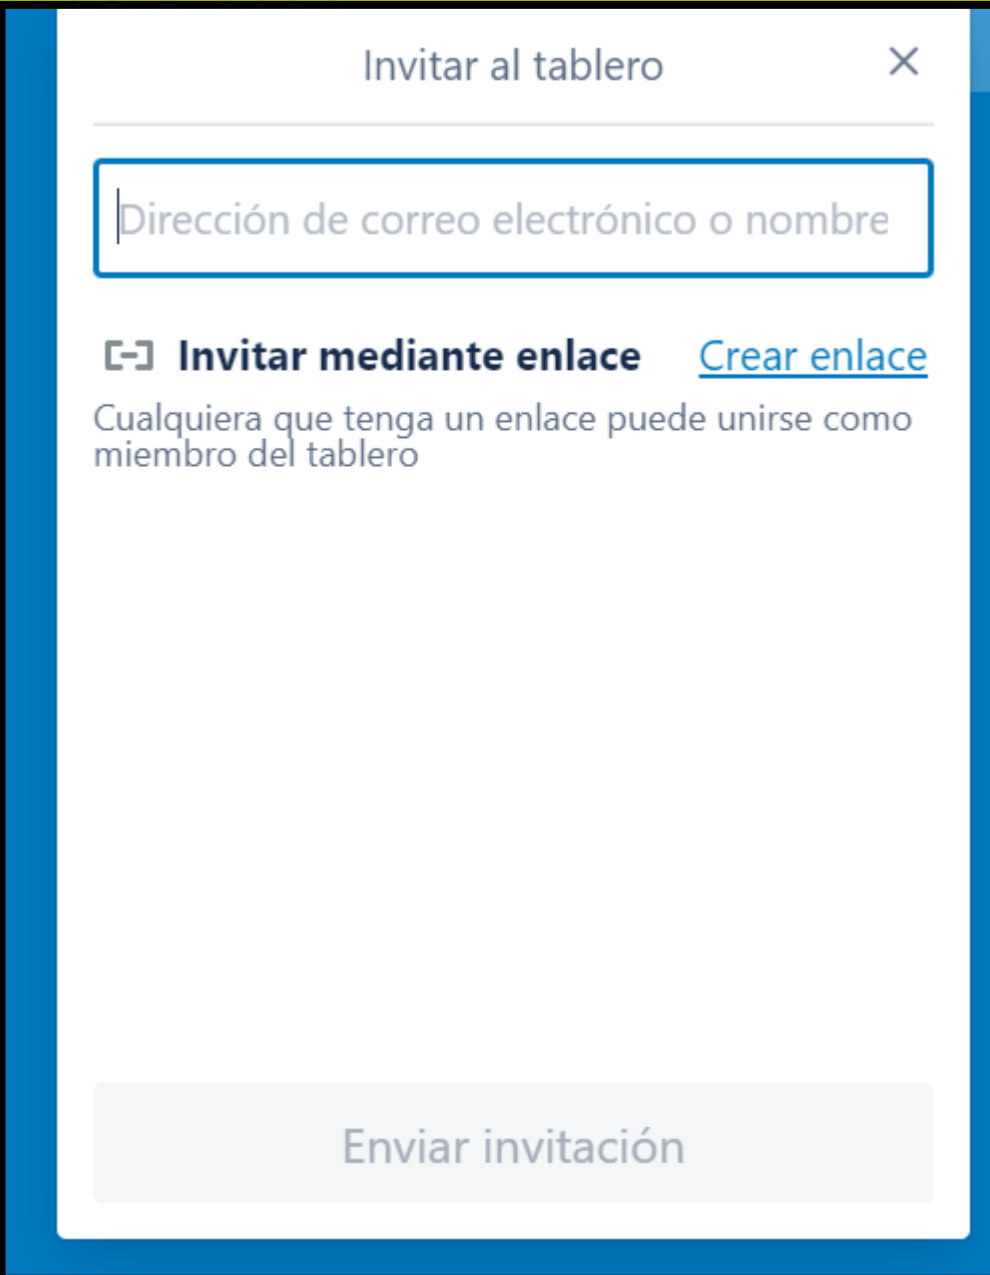 Invitar al tablero
Dirección de correo electrónico o nombre
Invitar mediante enlace Crear enlace
Cualquiera que tenga un enlace puede unirse como
miembro del tablero
Enviar invitación